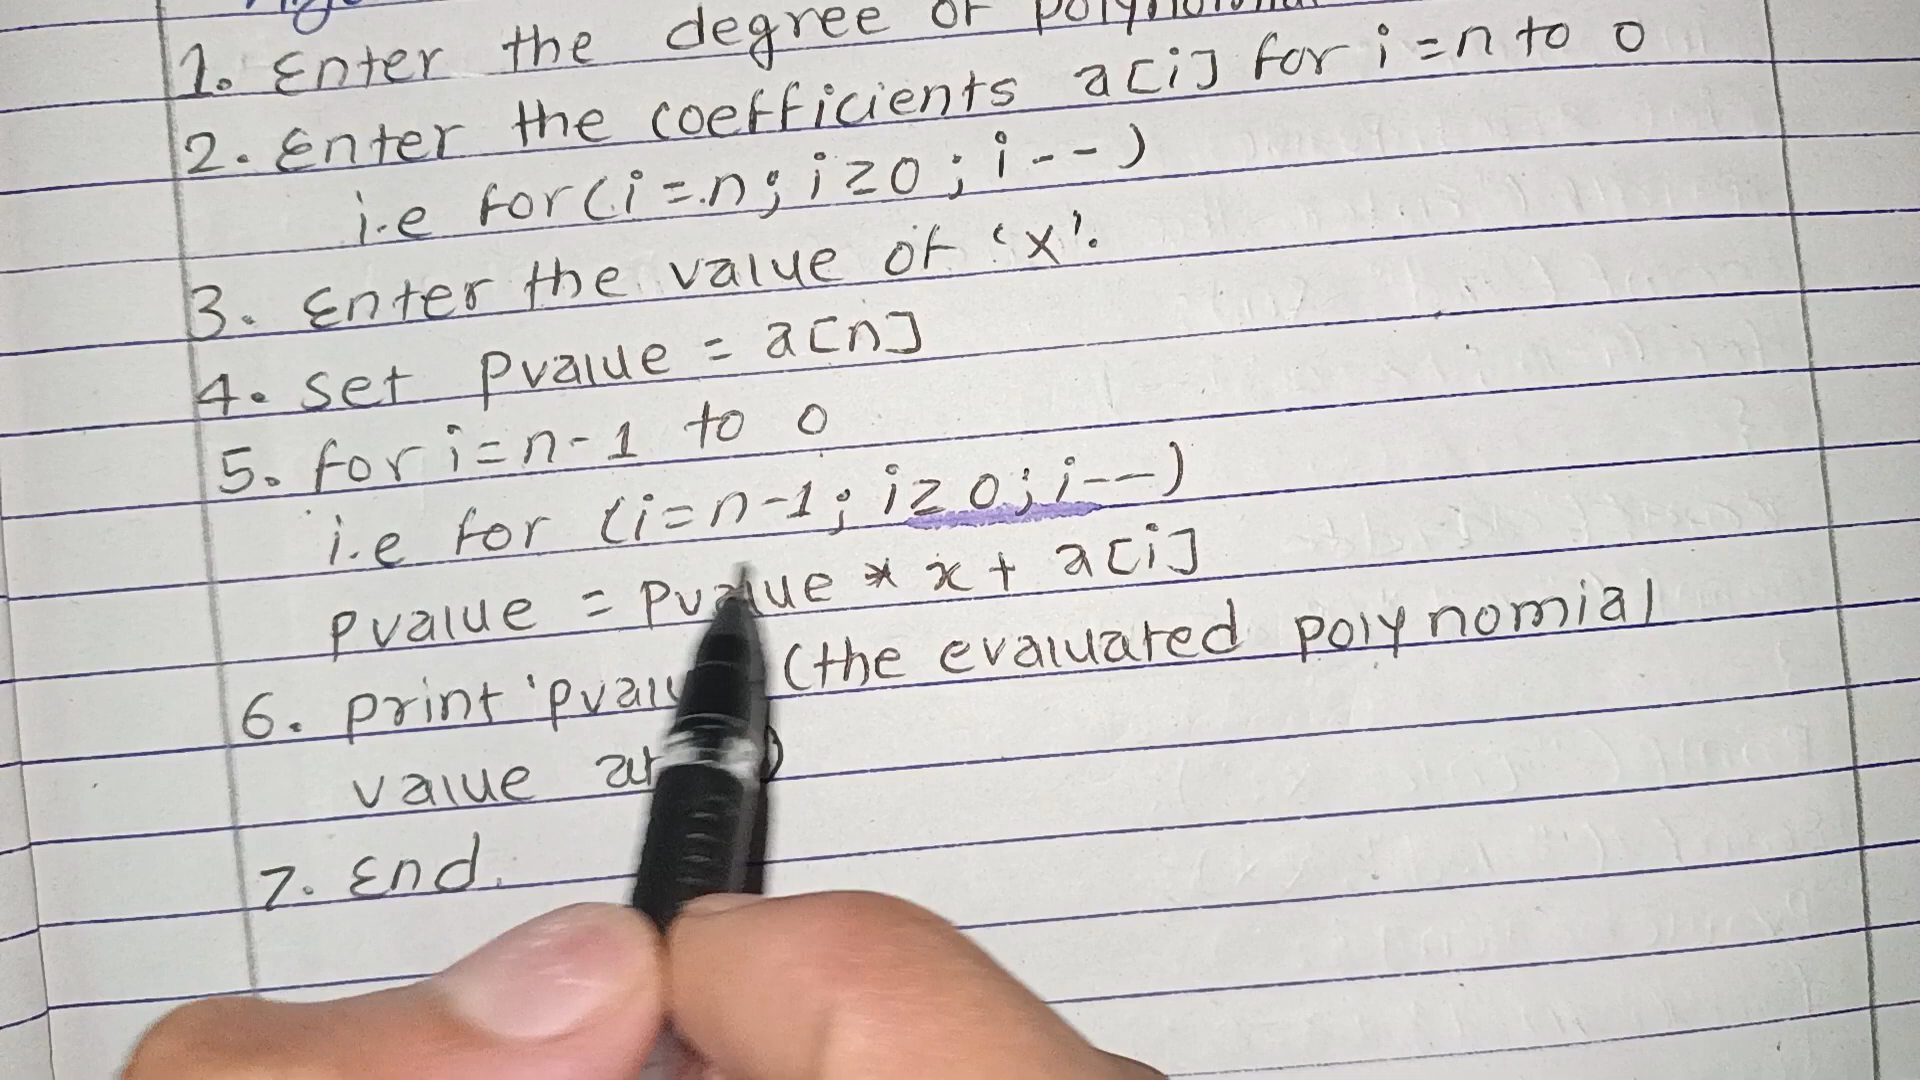 1. Enter the degree of polynomial
2. Enter the coefficients a[i] for i = n to 0
i.e for(i = n; i ≥ 0; i--)
3. Enter the value of 'x'.
4. set pvalue = a[n]
5. for i = n-1 to 0
i.e for (i = n-1; i ≥ 0; i--)
pvalue = pvalue * x + a[i]
6. print (the evaluated polynomial
value at
7. End.